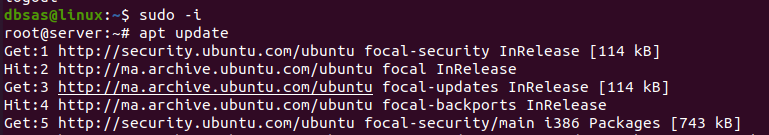 logout
dbsas@linux:~$ sudo -i
root@server:~# apt update
Get:1 http://security.ubuntu.com/ubuntu focal-security InRelease [114 kB]
Hit:2 http://ma.archive.ubuntu.com/ubuntu focal InRelease
Get:3 http://ma.archive.ubuntu.com/ubuntu focal-updates InRelease [114 kB]
Hit:4 http://ma.archive.ubuntu.com/ubuntu focal-backports InRelease
Get:5 http://security.ubuntu.com/ubuntu focal-security/main i386 Packages [743 kB]